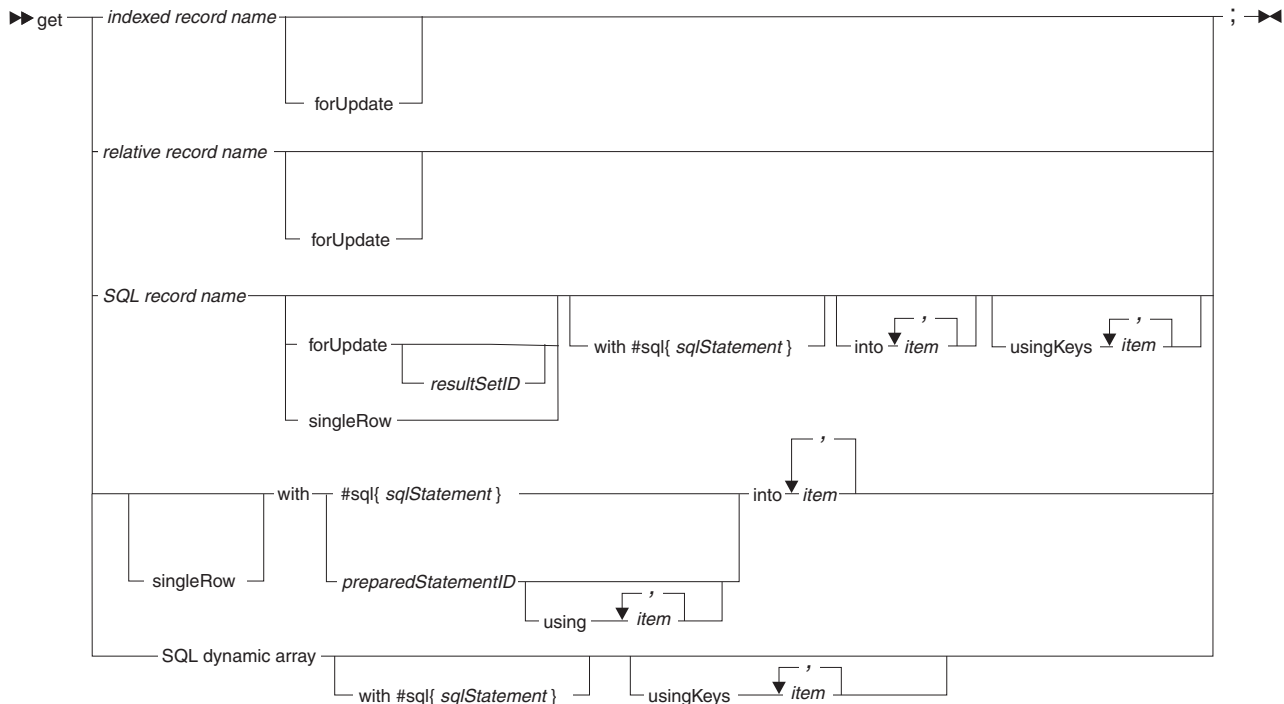 get indexed record name ;
forUpdate
relative record name
forUpdate
SQL record name
forUpdate with #sql{ sqlStatement } into item , usingKeys item ,
resultSetID
singleRow
with #sql{ sqlStatement } into item ,
singleRow preparedStatementID
using item ,
SQL dynamic array
with #sql{ sqlStatement } usingKeys item ,